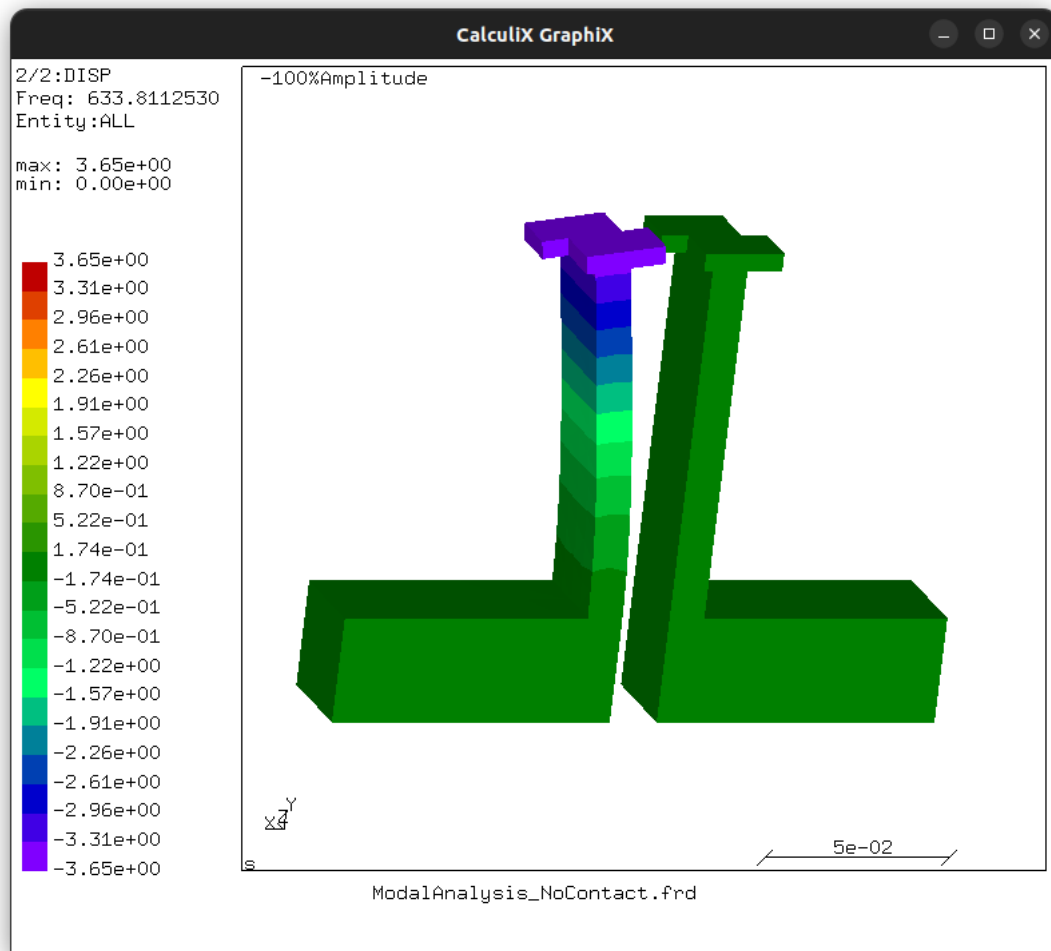 CalculiX GraphiX
2/2:DISP
Freq: 633.8112530
Entity:ALL
max: 3.65e+00
min: 0.00e+00
-100%Amplitude
3.65e+00
3.31e+00
2.96e+00
2.61e+00
2.26e+00
1.91e+00
1.57e+00
1.22e+00
8.70e-01
5.22e-01
1.74e-01
-1.74e-01
-5.22e-01
-8.70e-01
-1.22e+00
-1.57e+00
-1.91e+00
-2.26e+00
-2.61e+00
-2.96e+00
-3.31e+00
-3.65e+00
Y
X Z
5e-02
s
ModalAnalysis_NoContact.frd